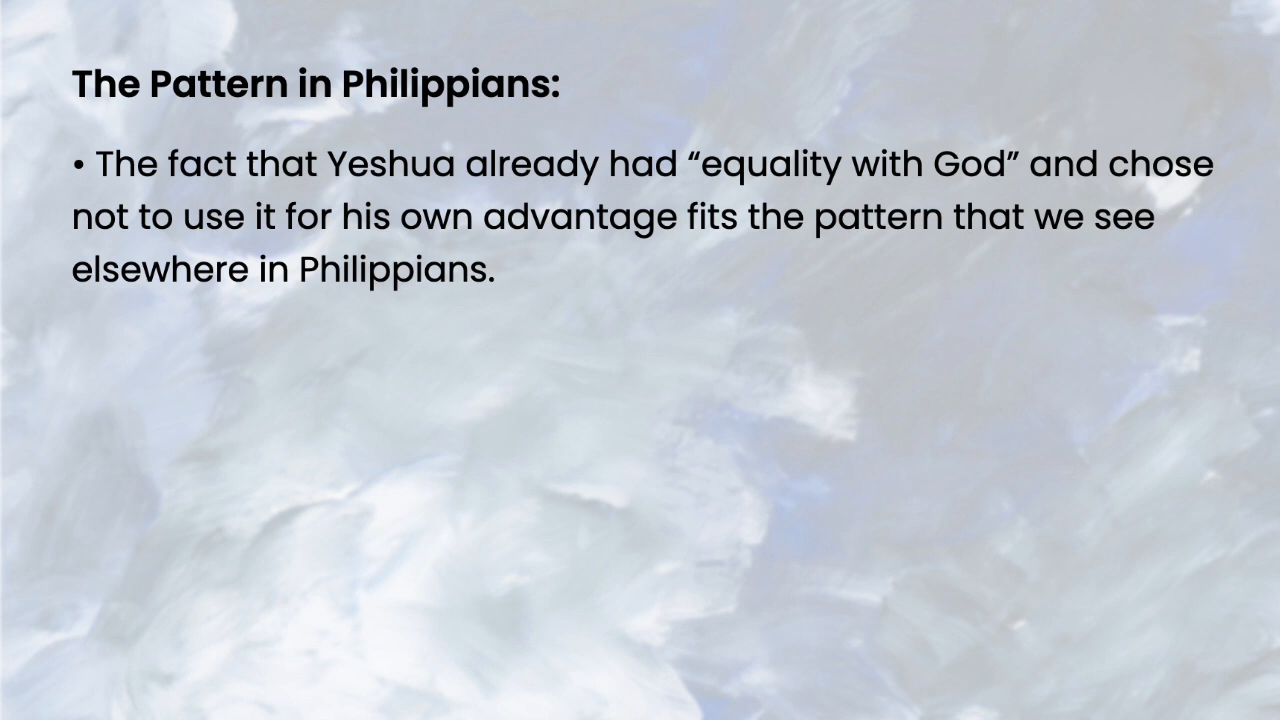 The Pattern in Philippians:
• The fact that Yeshua already had “equality with God” and chose
not to use it for his own advantage fits the pattern that we see
elsewhere in Philippians.